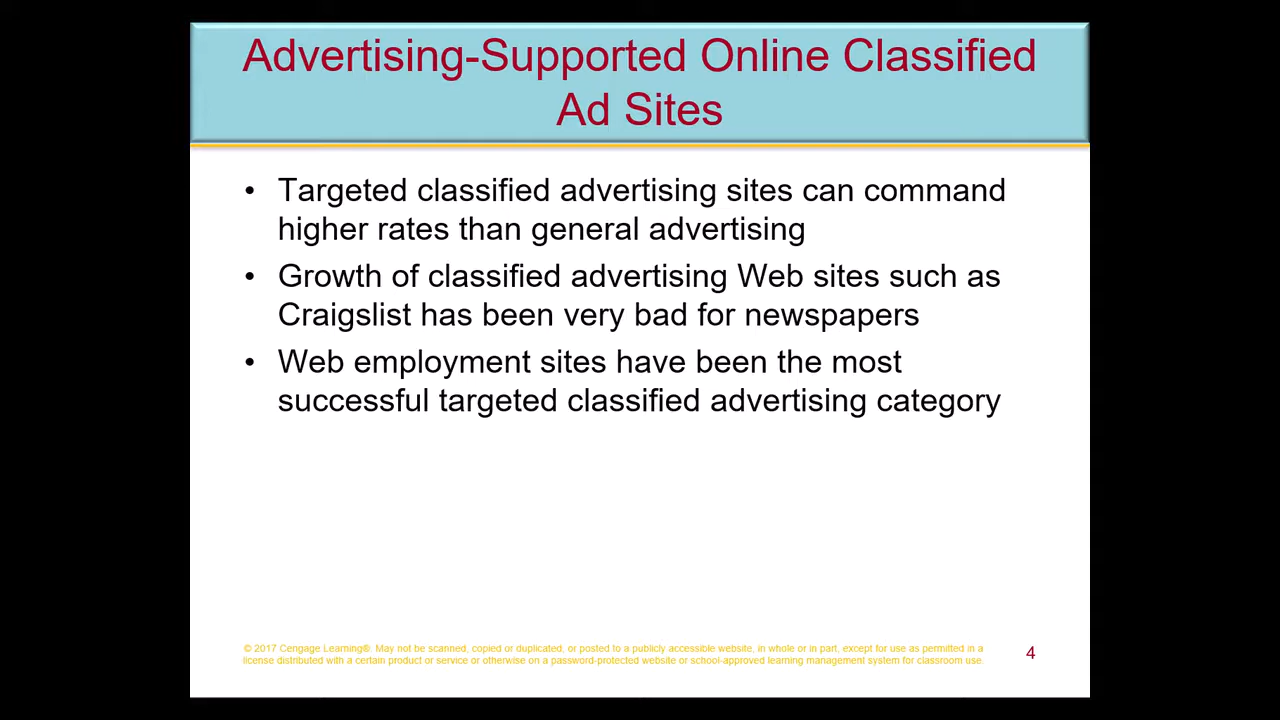 Advertising-Supported Online Classified
Ad Sites
• Targeted classified advertising sites can command
higher rates than general advertising
• Growth of classified advertising Web sites such as
Craigslist has been very bad for newspapers
• Web employment sites have been the most
successful targeted classified advertising category
© 2017 Cengage Learning®. May not be scanned, copied or duplicated, or posted to a publicly accessible website, in whole or in part, except for use as permitted in a
license distributed with a certain product or service or otherwise on a password-protected website or school-approved learning management system for classroom use.
4